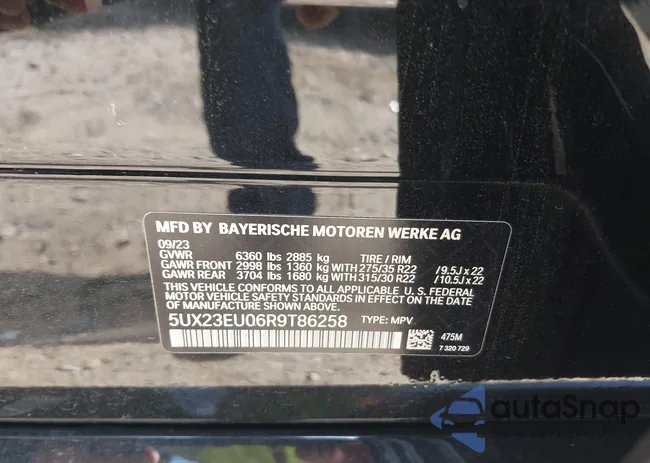 MFD BY BAYERISCHE MOTOREN WERKE AG
09/23
GVWR 6360 lbs 2885 kg TIRE / RIM
GAWR FRONT 2998 lbs 1360 kg WITH 275/35 R22 / 9.5J x 22
GAWR REAR 3704 lbs 1680 kg WITH 315/30 R22 / 10.5J x 22
THIS VEHICLE CONFORMS TO ALL APPLICABLE U.S. FEDERAL
MOTOR VEHICLE SAFETY STANDARDS IN EFFECT ON THE DATE OF MANUFACTURE SHOWN ABOVE.
5UX23EU06R9T86258 TYPE: MPV
475M
7 320 729
autoSnap